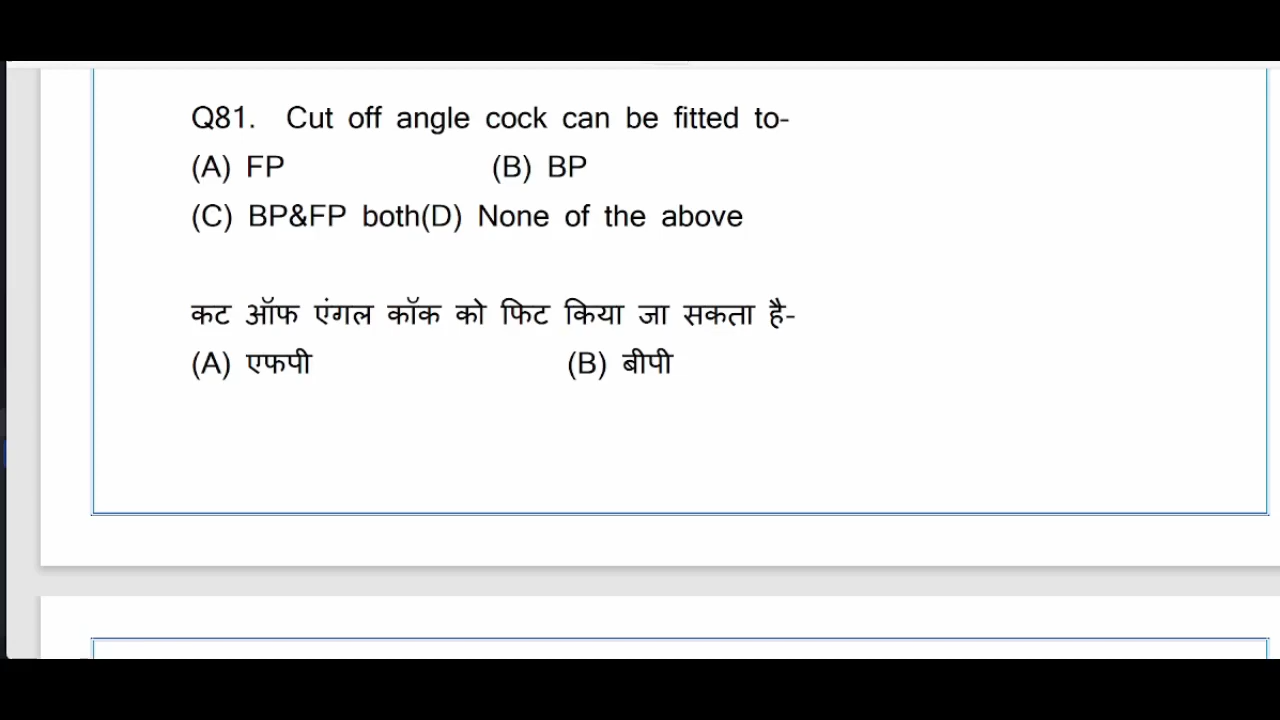 Q81. Cut off angle cock can be fitted to-
(A) FP (B) BP
(C) BP&FP both(D) None of the above
कट ऑफ एंगल कॉक को फिट किया जा सकता है-
(A) एफपी (B) बीपी